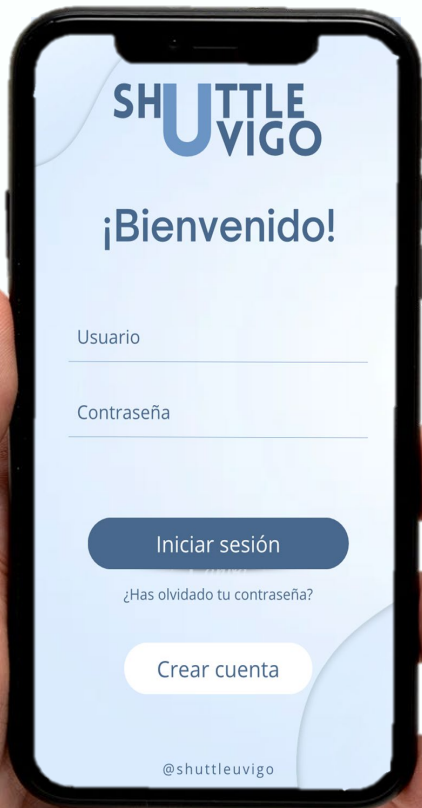 SHUTTLE
UVIGO
¡Bienvenido!
Usuario
Contraseña
Iniciar sesión
¿Has olvidado tu contraseña?
Crear cuenta
@shuttleuvigo